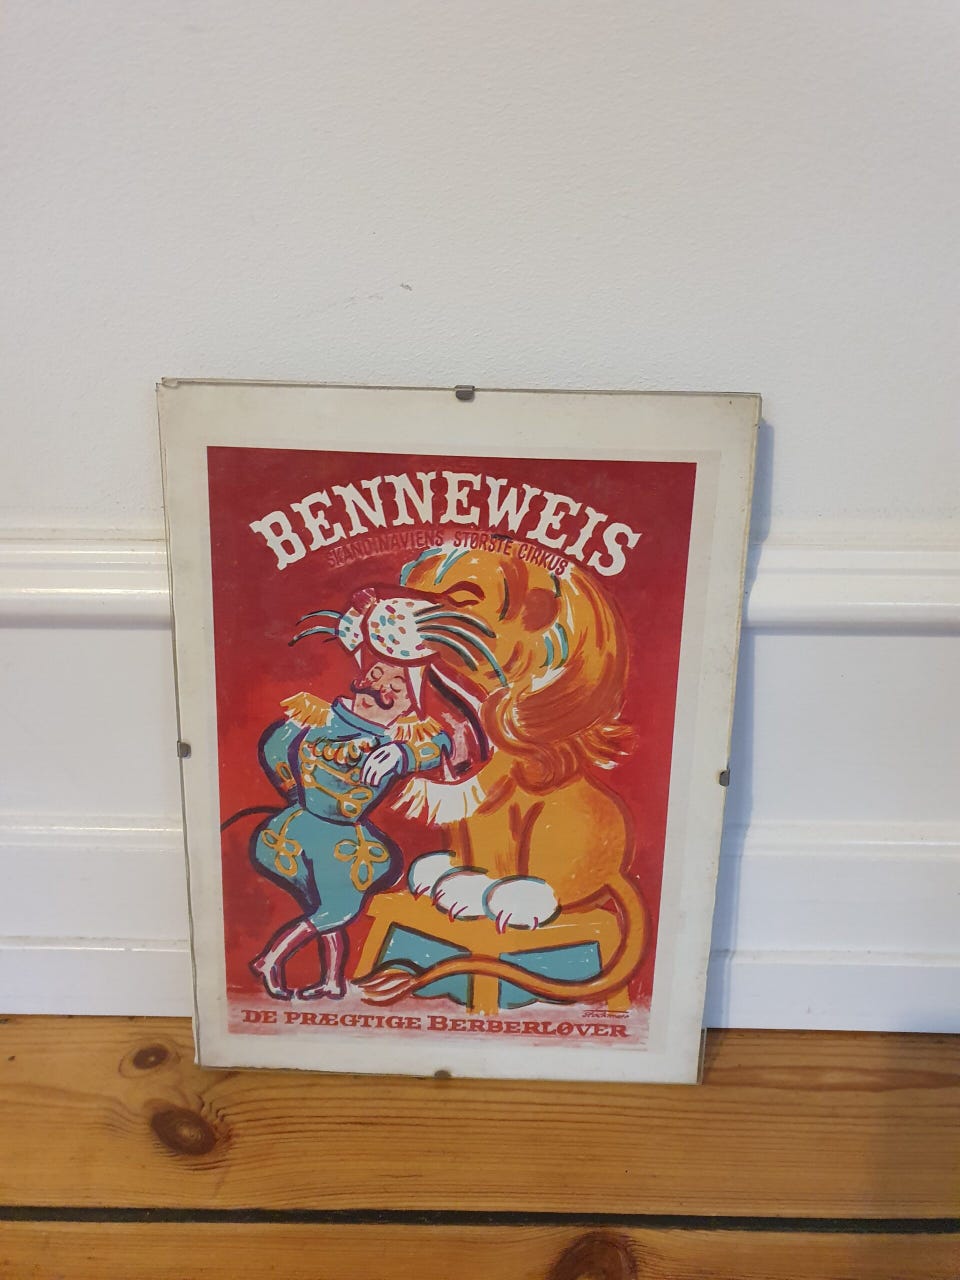 BENNEWEIS
SKANDINAVIENS STØRSTE CIRKUS
DE PRÆGTIGE BERBERLØVER